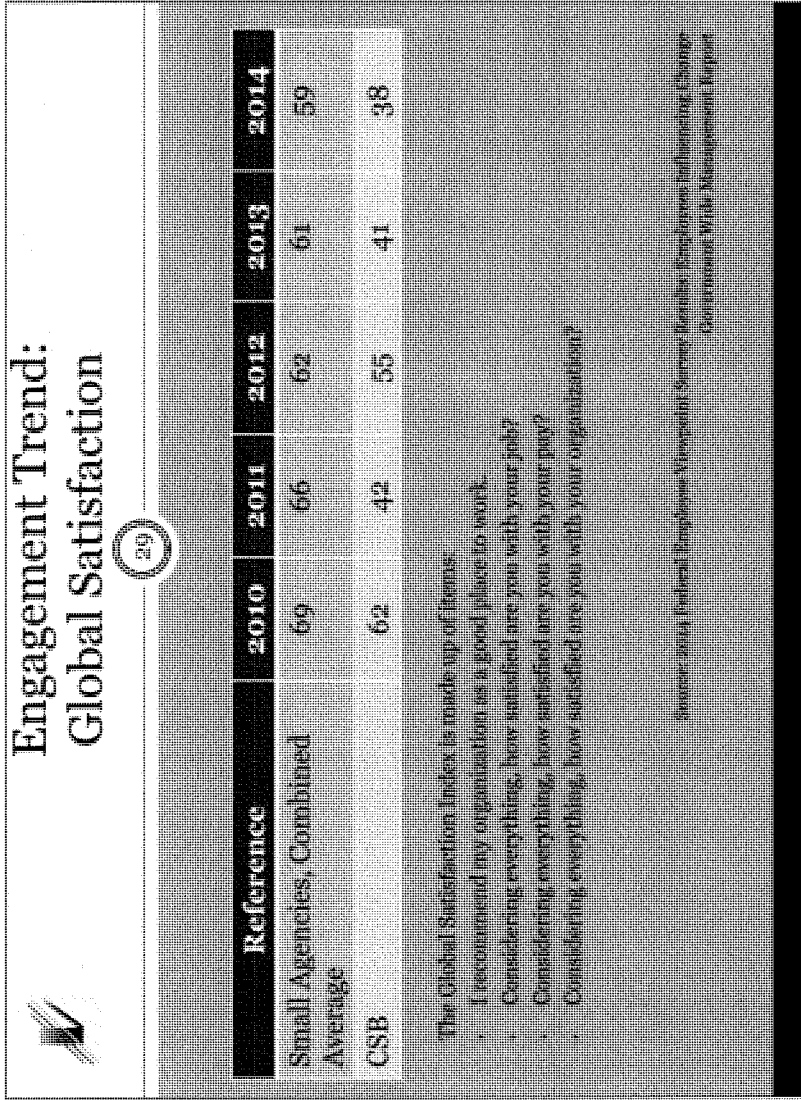 Engagement Trend:
Global Satisfaction
29
Reference 2010 2011 2012 2013 2014
Small Agencies, Combined
Average 69 66 62 61 59
CSB 62 42 55 41 38
The Global Satisfaction Index is made up of items:
· I recommend my organization as a good place to work.
· Considering everything, how satisfied are you with your job?
· Considering everything, how satisfied are you with your pay?
· Considering everything, how satisfied are you with your organization?
Source: 2014 Federal Employee Viewpoint Survey Results: Employees Influencing Change
Government Wide Management Report